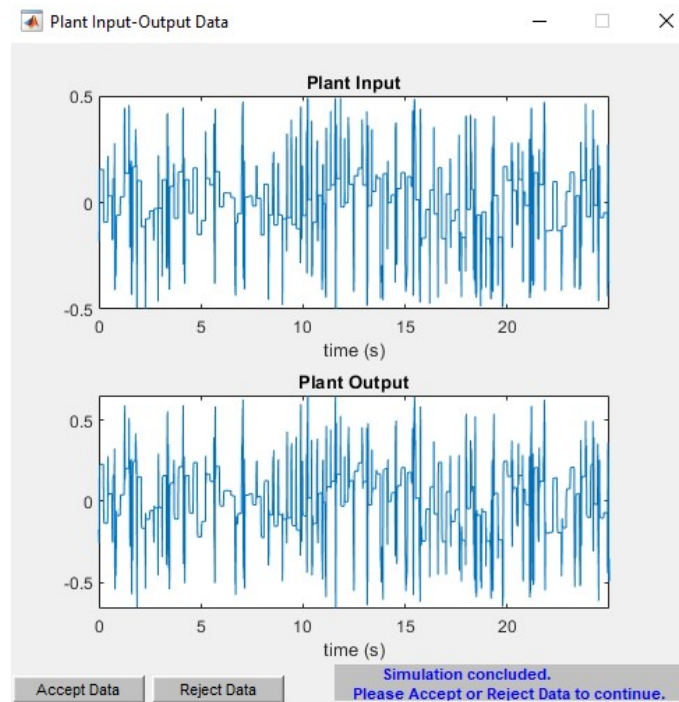 Plant Input-Output Data
Plant Input
0.5
0
-0.5
0 5 10 15 20
time (s)
Plant Output
0.5
0
-0.5
0 5 10 15 20
time (s)
Simulation concluded.
Accept Data Reject Data Please Accept or Reject Data to continue.